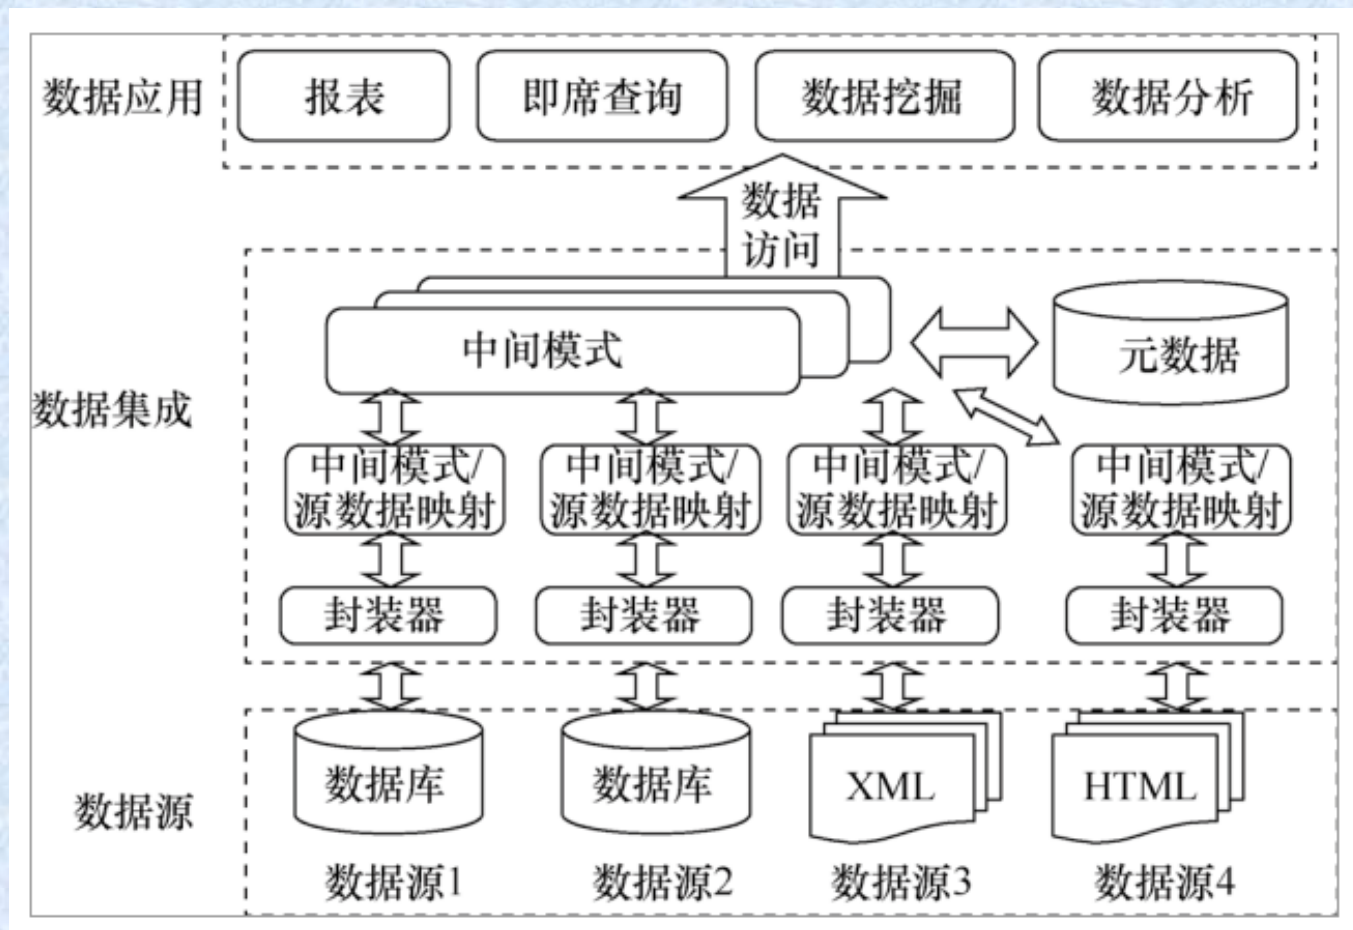 数据应用
报表
即席查询
数据挖掘
数据分析
数据
访问
数据集成
中间模式
元数据
中间模式/
源数据映射
中间模式/
源数据映射
中间模式/
源数据映射
中间模式/
源数据映射
封装器
封装器
封装器
封装器
数据源
数据库
数据库
XML
HTML
数据源1
数据源2
数据源3
数据源4